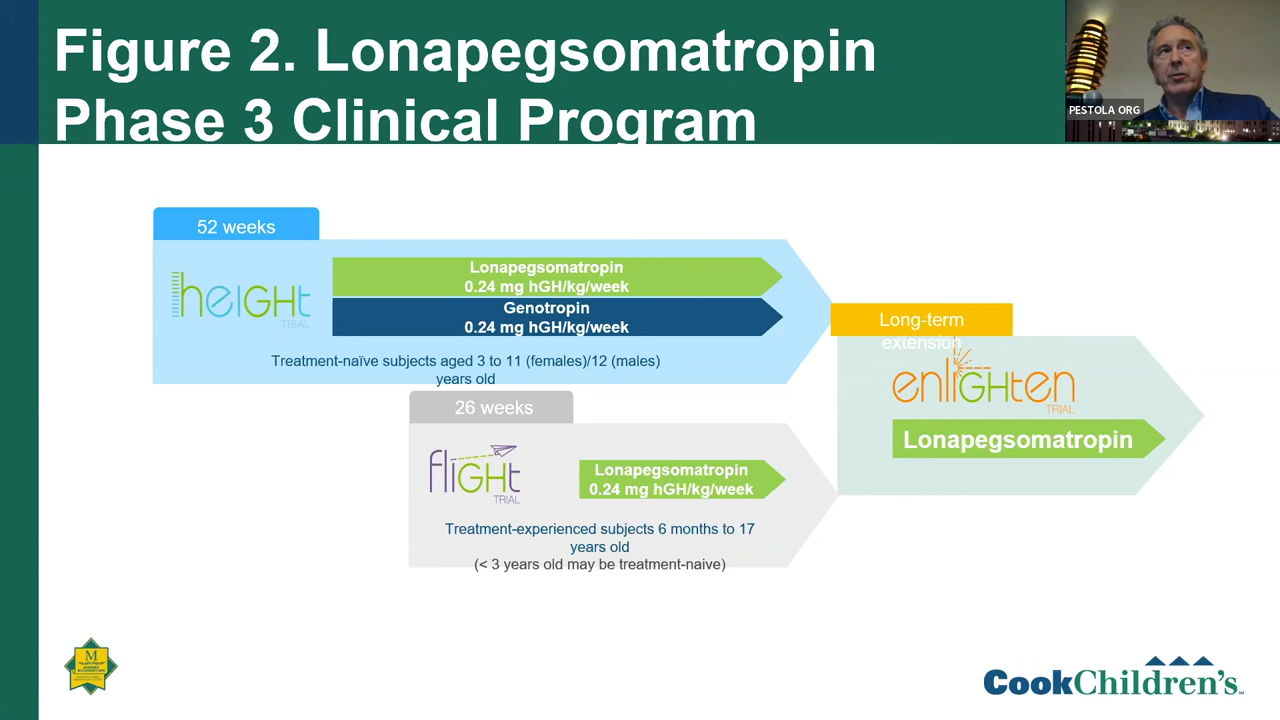 Figure 2. Lonapegsomatropin
Phase 3 Clinical Program
PESTOLA ORG
52 weeks
heiGHt
TRIAL
Lonapegsomatropin
0.24 mg hGH/kg/week
Genotropin
0.24 mg hGH/kg/week
Treatment-naïve subjects aged 3 to 11 (females)/12 (males)
years old
26 weeks
fliGHt
TRIAL
Lonapegsomatropin
0.24 mg hGH/kg/week
Treatment-experienced subjects 6 months to 17
years old
(< 3 years old may be treatment-naive)
Long-term
extension
enliGHten
TRIAL
Lonapegsomatropin
M
MAGNET
RECOGNITION
CookChildren's